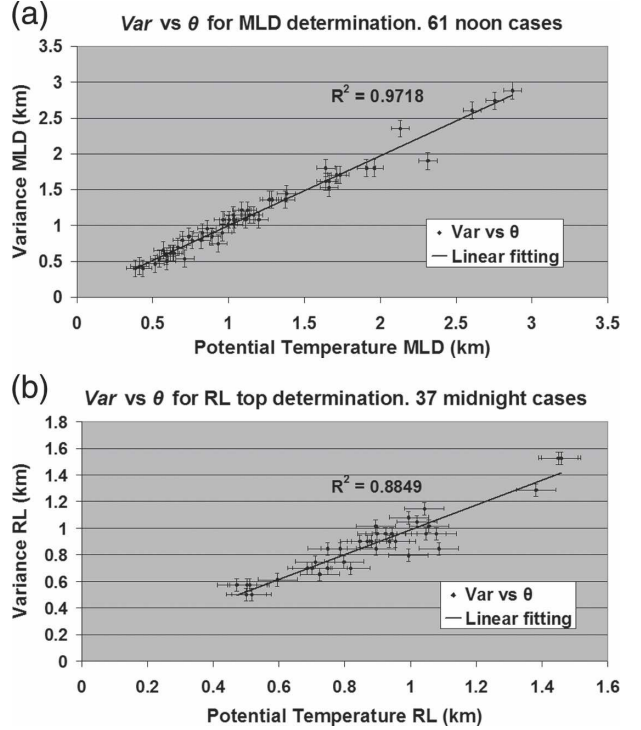 (a)
Var vs θ for MLD determination. 61 noon cases
3.5
3
2.5
2
1.5
1
0.5
0
Variance MLD (km)
R² = 0.9718
Var vs θ
Linear fitting
0 0.5 1 1.5 2 2.5 3 3.5
Potential Temperature MLD (km)
(b)
Var vs θ for RL top determination. 37 midnight cases
1.8
1.6
1.4
1.2
1
0.8
0.6
0.4
0.2
0
Variance RL (km)
R² = 0.8849
Var vs θ
Linear fitting
0 0.2 0.4 0.6 0.8 1 1.2 1.4 1.6
Potential Temperature RL (km)